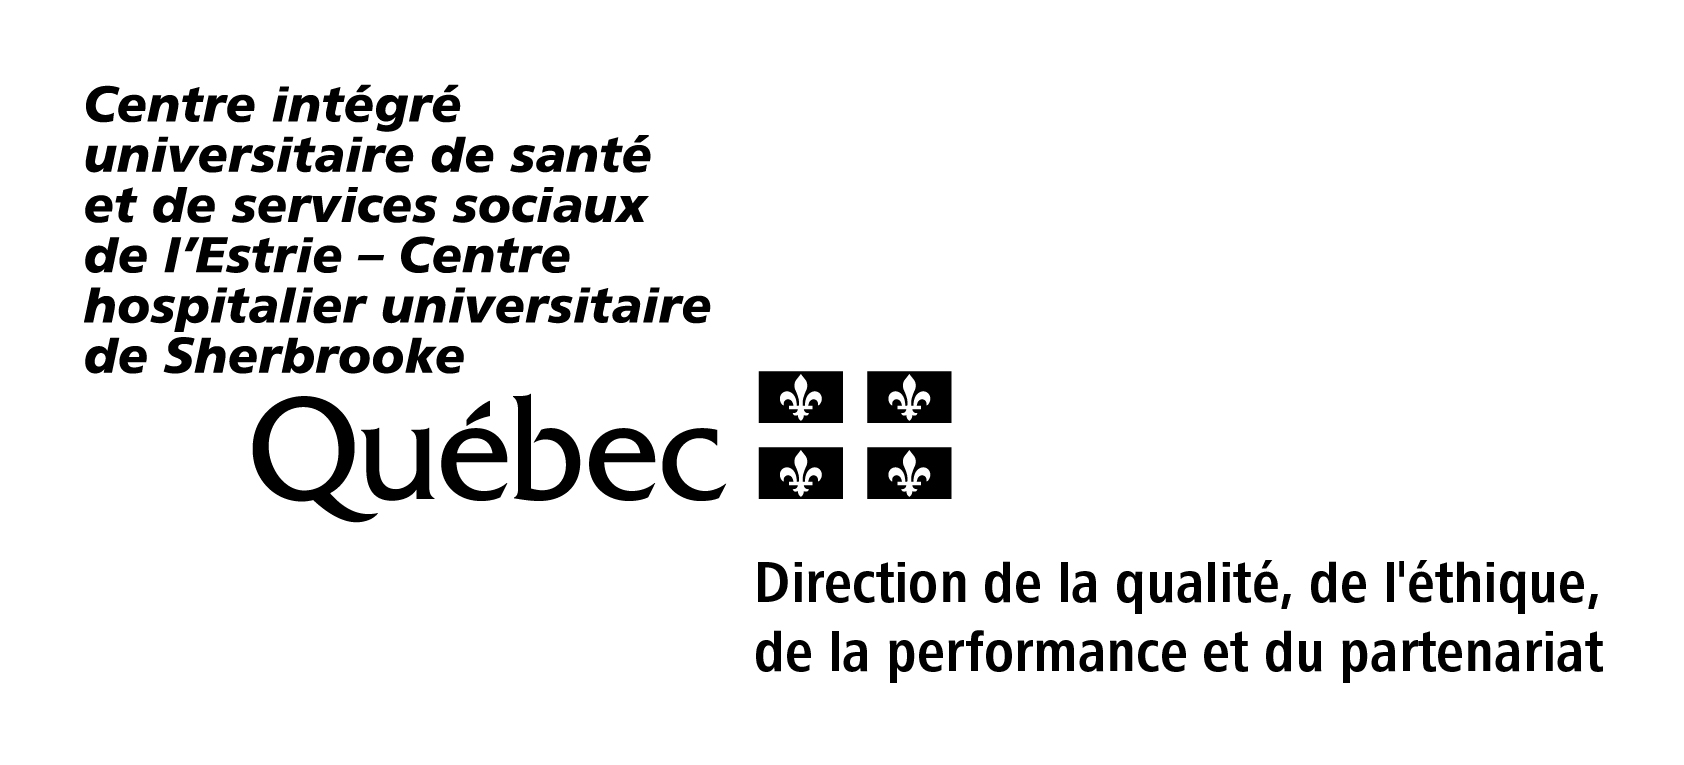 Centre intégré
universitaire de santé
et de services sociaux
de l’Estrie – Centre
hospitalier universitaire
de Sherbrooke
Québec
Direction de la qualité, de l'éthique,
de la performance et du partenariat